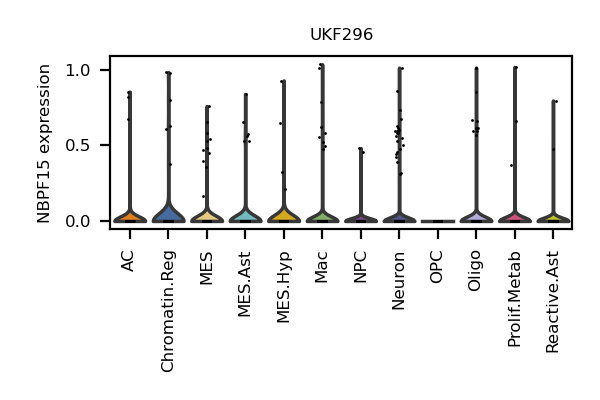 UKF296
NBPF15 expression
1.0
0.5
0.0
AC
Chromatin.Reg
MES
MES.Ast
MES.Hyp
Mac
NPC
Neuron
OPC
Oligo
Prolif.Metab
Reactive.Ast